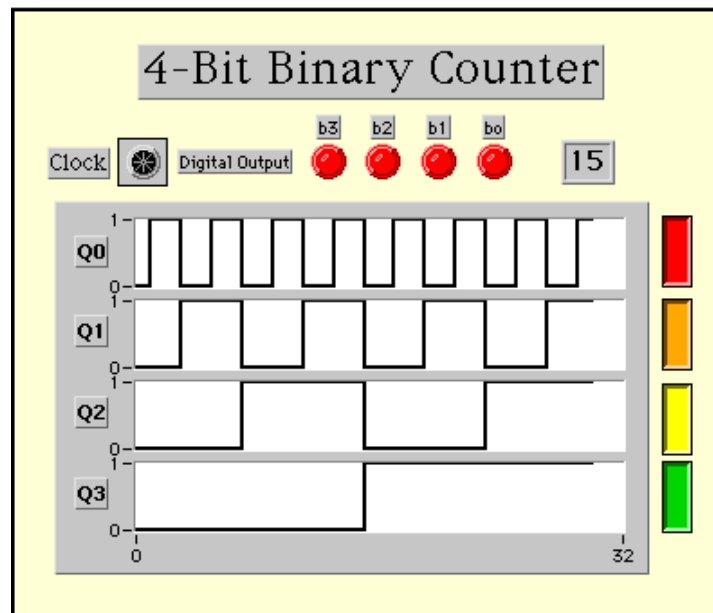 4-Bit Binary Counter
b3 b2 b1 bo
Clock Digital Output 15
1
Q0
0
1
Q1
0
1
Q2
0
1
Q3
0
0 32